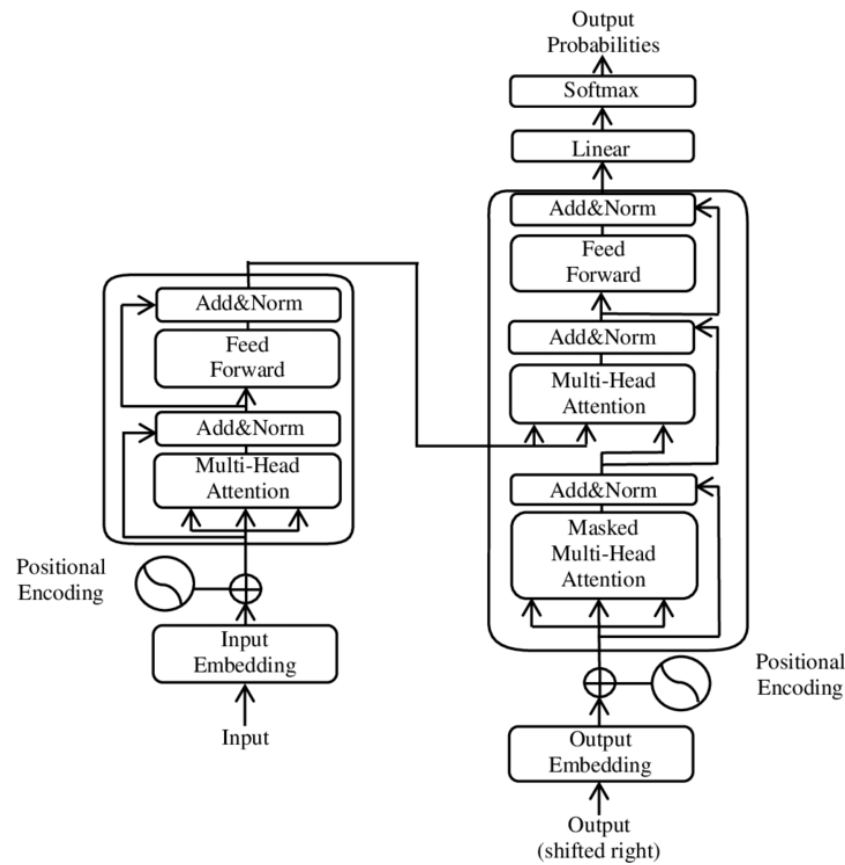 Output
Probabilities
Softmax
Linear
Add&Norm
Feed
Forward
Add&Norm
Multi-Head
Attention
Add&Norm
Masked
Multi-Head
Attention
Positional
Encoding
Output
Embedding
Output
(shifted right)
Add&Norm
Feed
Forward
Add&Norm
Multi-Head
Attention
Positional
Encoding
Input
Embedding
Input